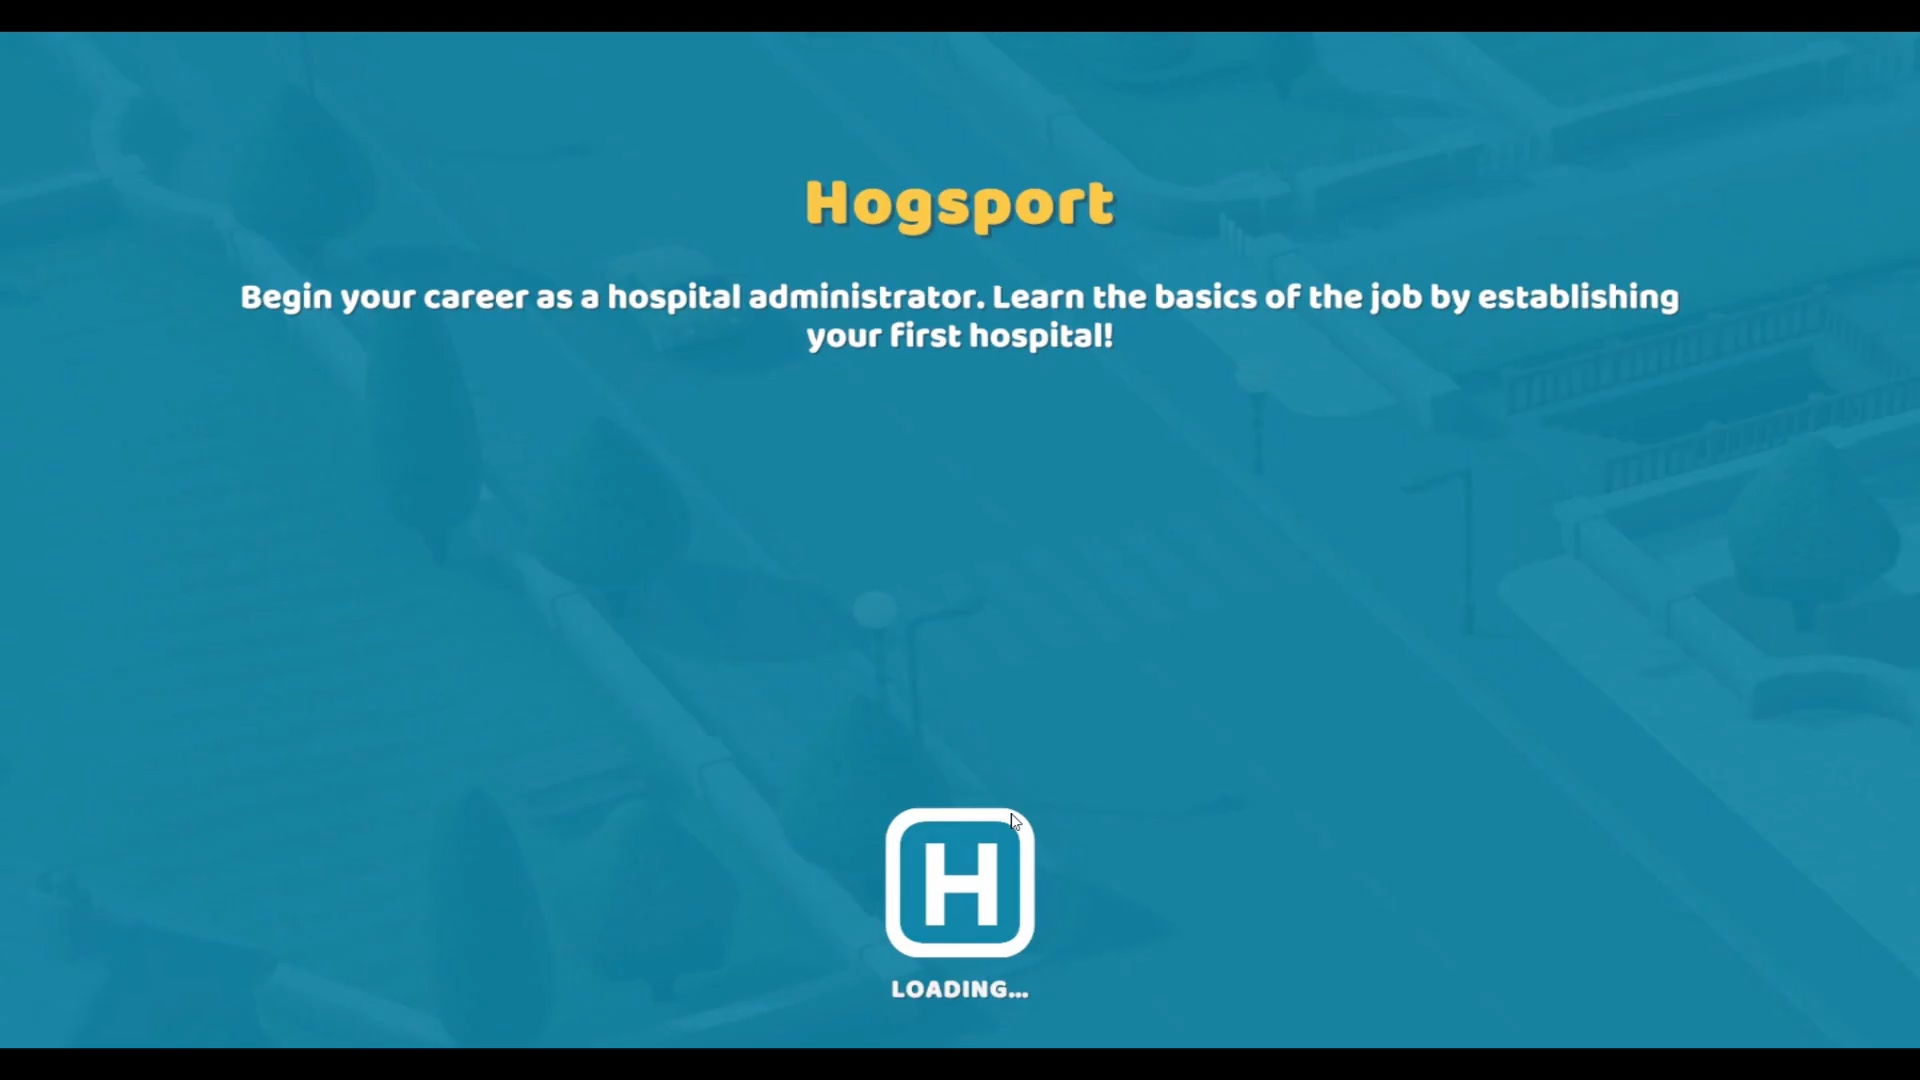 Hogsport
Begin your career as a hospital administrator. Learn the basics of the job by establishing
your first hospital!
H
LOADING...